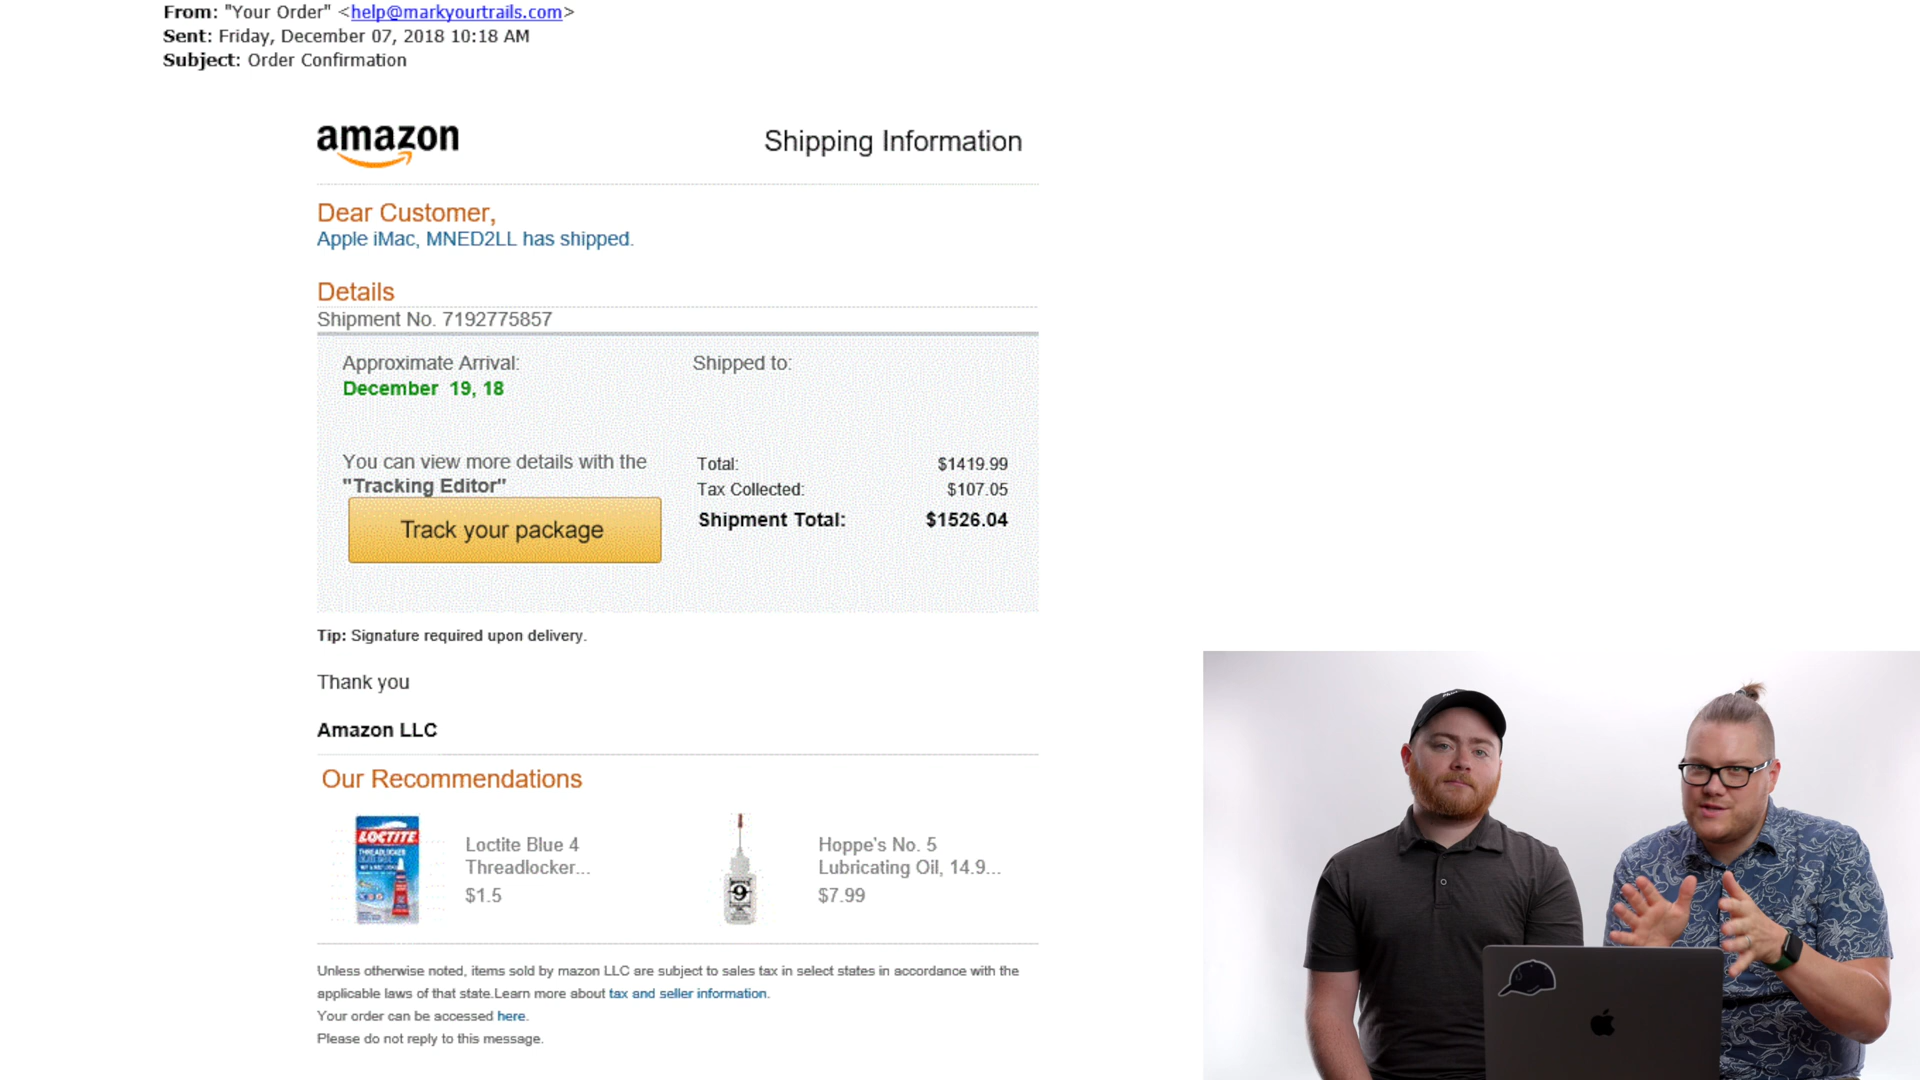 From: "Your Order" <help@markyourtrails.com>
Sent: Friday, December 07, 2018 10:18 AM
Subject: Order Confirmation
amazon
Shipping Information
Dear Customer,
Apple iMac, MNED2LL has shipped.
Details
Shipment No. 7192775857
Approximate Arrival:
December 19, 18
Shipped to:
You can view more details with the
"Tracking Editor"
Track your package
Total: $1419.99
Tax Collected: $107.05
Shipment Total: $1526.04
Tip: Signature required upon delivery.
Thank you
Amazon LLC
Our Recommendations
LOCTITE
THREADLOCKER
Loctite Blue 4
Threadlocker...
$1.5
9
Hoppe's No. 5
Lubricating Oil, 14.9...
$7.99
Unless otherwise noted, items sold by mazon LLC are subject to sales tax in select states in accordance with the
applicable laws of that state.Learn more about tax and seller information.
Your order can be accessed here.
Please do not reply to this message.